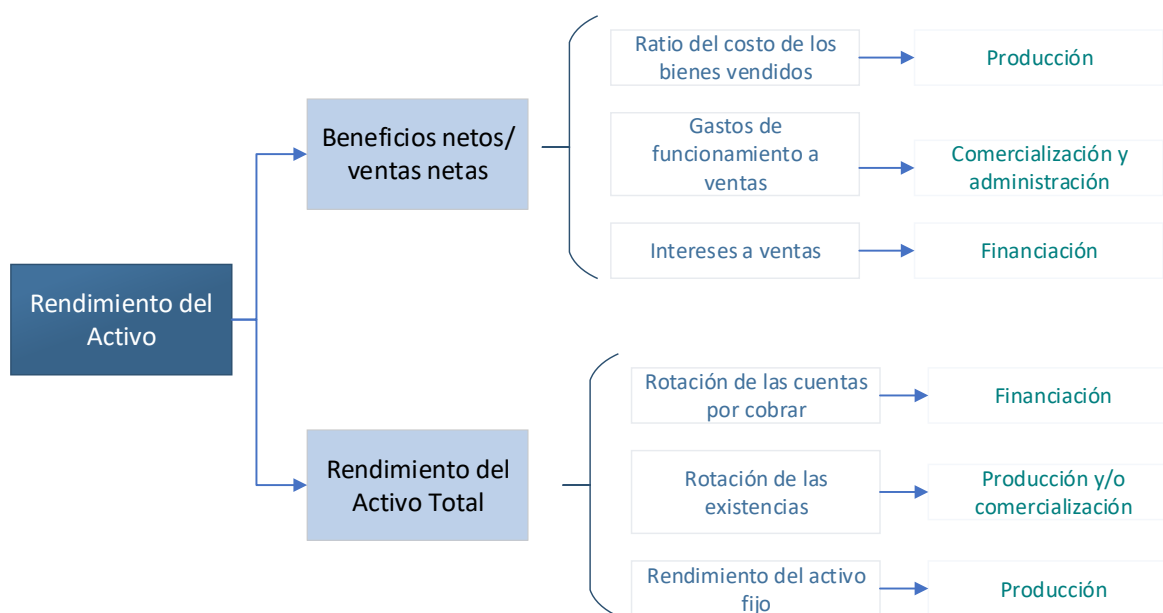 Rendimiento del
Activo
Beneficios netos/
ventas netas
Ratio del costo de los
bienes vendidos
Producción
Gastos de
funcionamiento a
ventas
Comercialización y
administración
Intereses a ventas
Financiación
Rendimiento del
Activo Total
Rotación de las cuentas
por cobrar
Financiación
Rotación de las
existencias
Producción y/o
comercialización
Rendimiento del activo
fijo
Producción